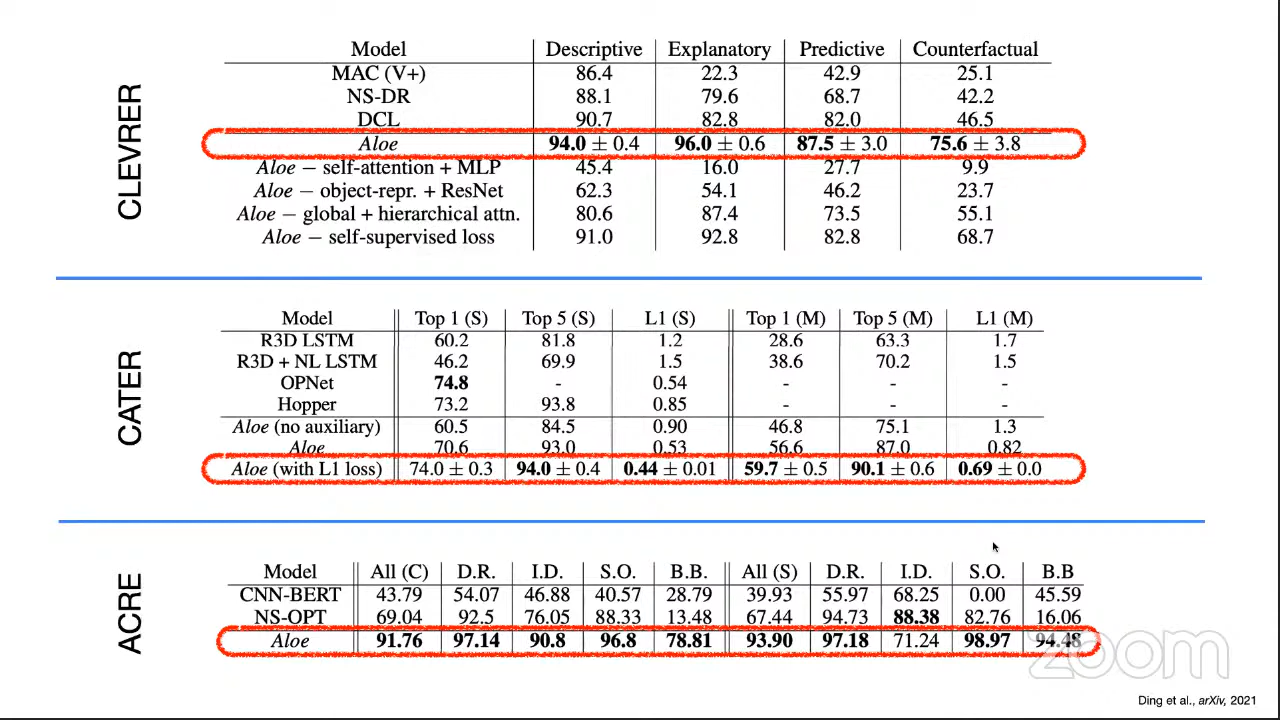 CLEVRER
Model Descriptive Explanatory Predictive Counterfactual
MAC (V+) 86.4 22.3 42.9 25.1
NS-DR 88.1 79.6 68.7 42.2
DCL 90.7 82.8 82.0 46.5
Aloe 94.0 ± 0.4 96.0 ± 0.6 87.5 ± 3.0 75.6 ± 3.8
Aloe − self-attention + MLP 45.4 16.0 27.7 9.9
Aloe − object-repr. + ResNet 62.3 54.1 46.2 23.7
Aloe − global + hierarchical attn. 80.6 87.4 73.5 55.1
Aloe − self-supervised loss 91.0 92.8 82.8 68.7
CATER
Model Top 1 (S) Top 5 (S) L1 (S) Top 1 (M) Top 5 (M) L1 (M)
R3D LSTM 60.2 81.8 1.2 28.6 63.3 1.7
R3D + NL LSTM 46.2 69.9 1.5 38.6 70.2 1.5
OPNet 74.8 - 0.54 - - -
Hopper 73.2 93.8 0.85 - - -
Aloe (no auxiliary) 60.5 84.5 0.90 46.8 75.1 1.3
Aloe 70.6 93.0 0.53 56.6 87.0 0.82
Aloe (with L1 loss) 74.0 ± 0.3 94.0 ± 0.4 0.44 ± 0.01 59.7 ± 0.5 90.1 ± 0.6 0.69 ± 0.0
ACRE
Model All (C) D.R. I.D. S.O. B.B. All (S) D.R. I.D. S.O. B.B
CNN-BERT 43.79 54.07 46.88 40.57 28.79 39.93 55.97 68.25 0.00 45.59
NS-OPT 69.04 92.5 76.05 88.33 13.48 67.44 94.73 88.38 82.76 16.06
Aloe 91.76 97.14 90.8 96.8 78.81 93.90 97.18 71.24 98.97 94.48
zoom
Ding et al., arXiv, 2021